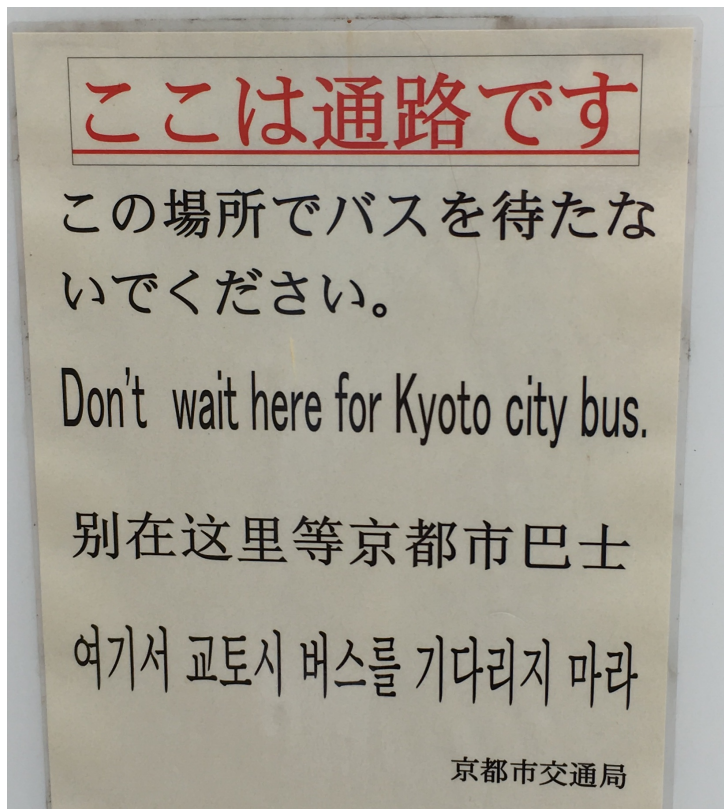 ここは通路です
この場所でバスを待たな
いでください。
Don't wait here for Kyoto city bus.
别在这里等京都市巴士
여기서 교토시 버스를 기다리지 마라
京都市交通局